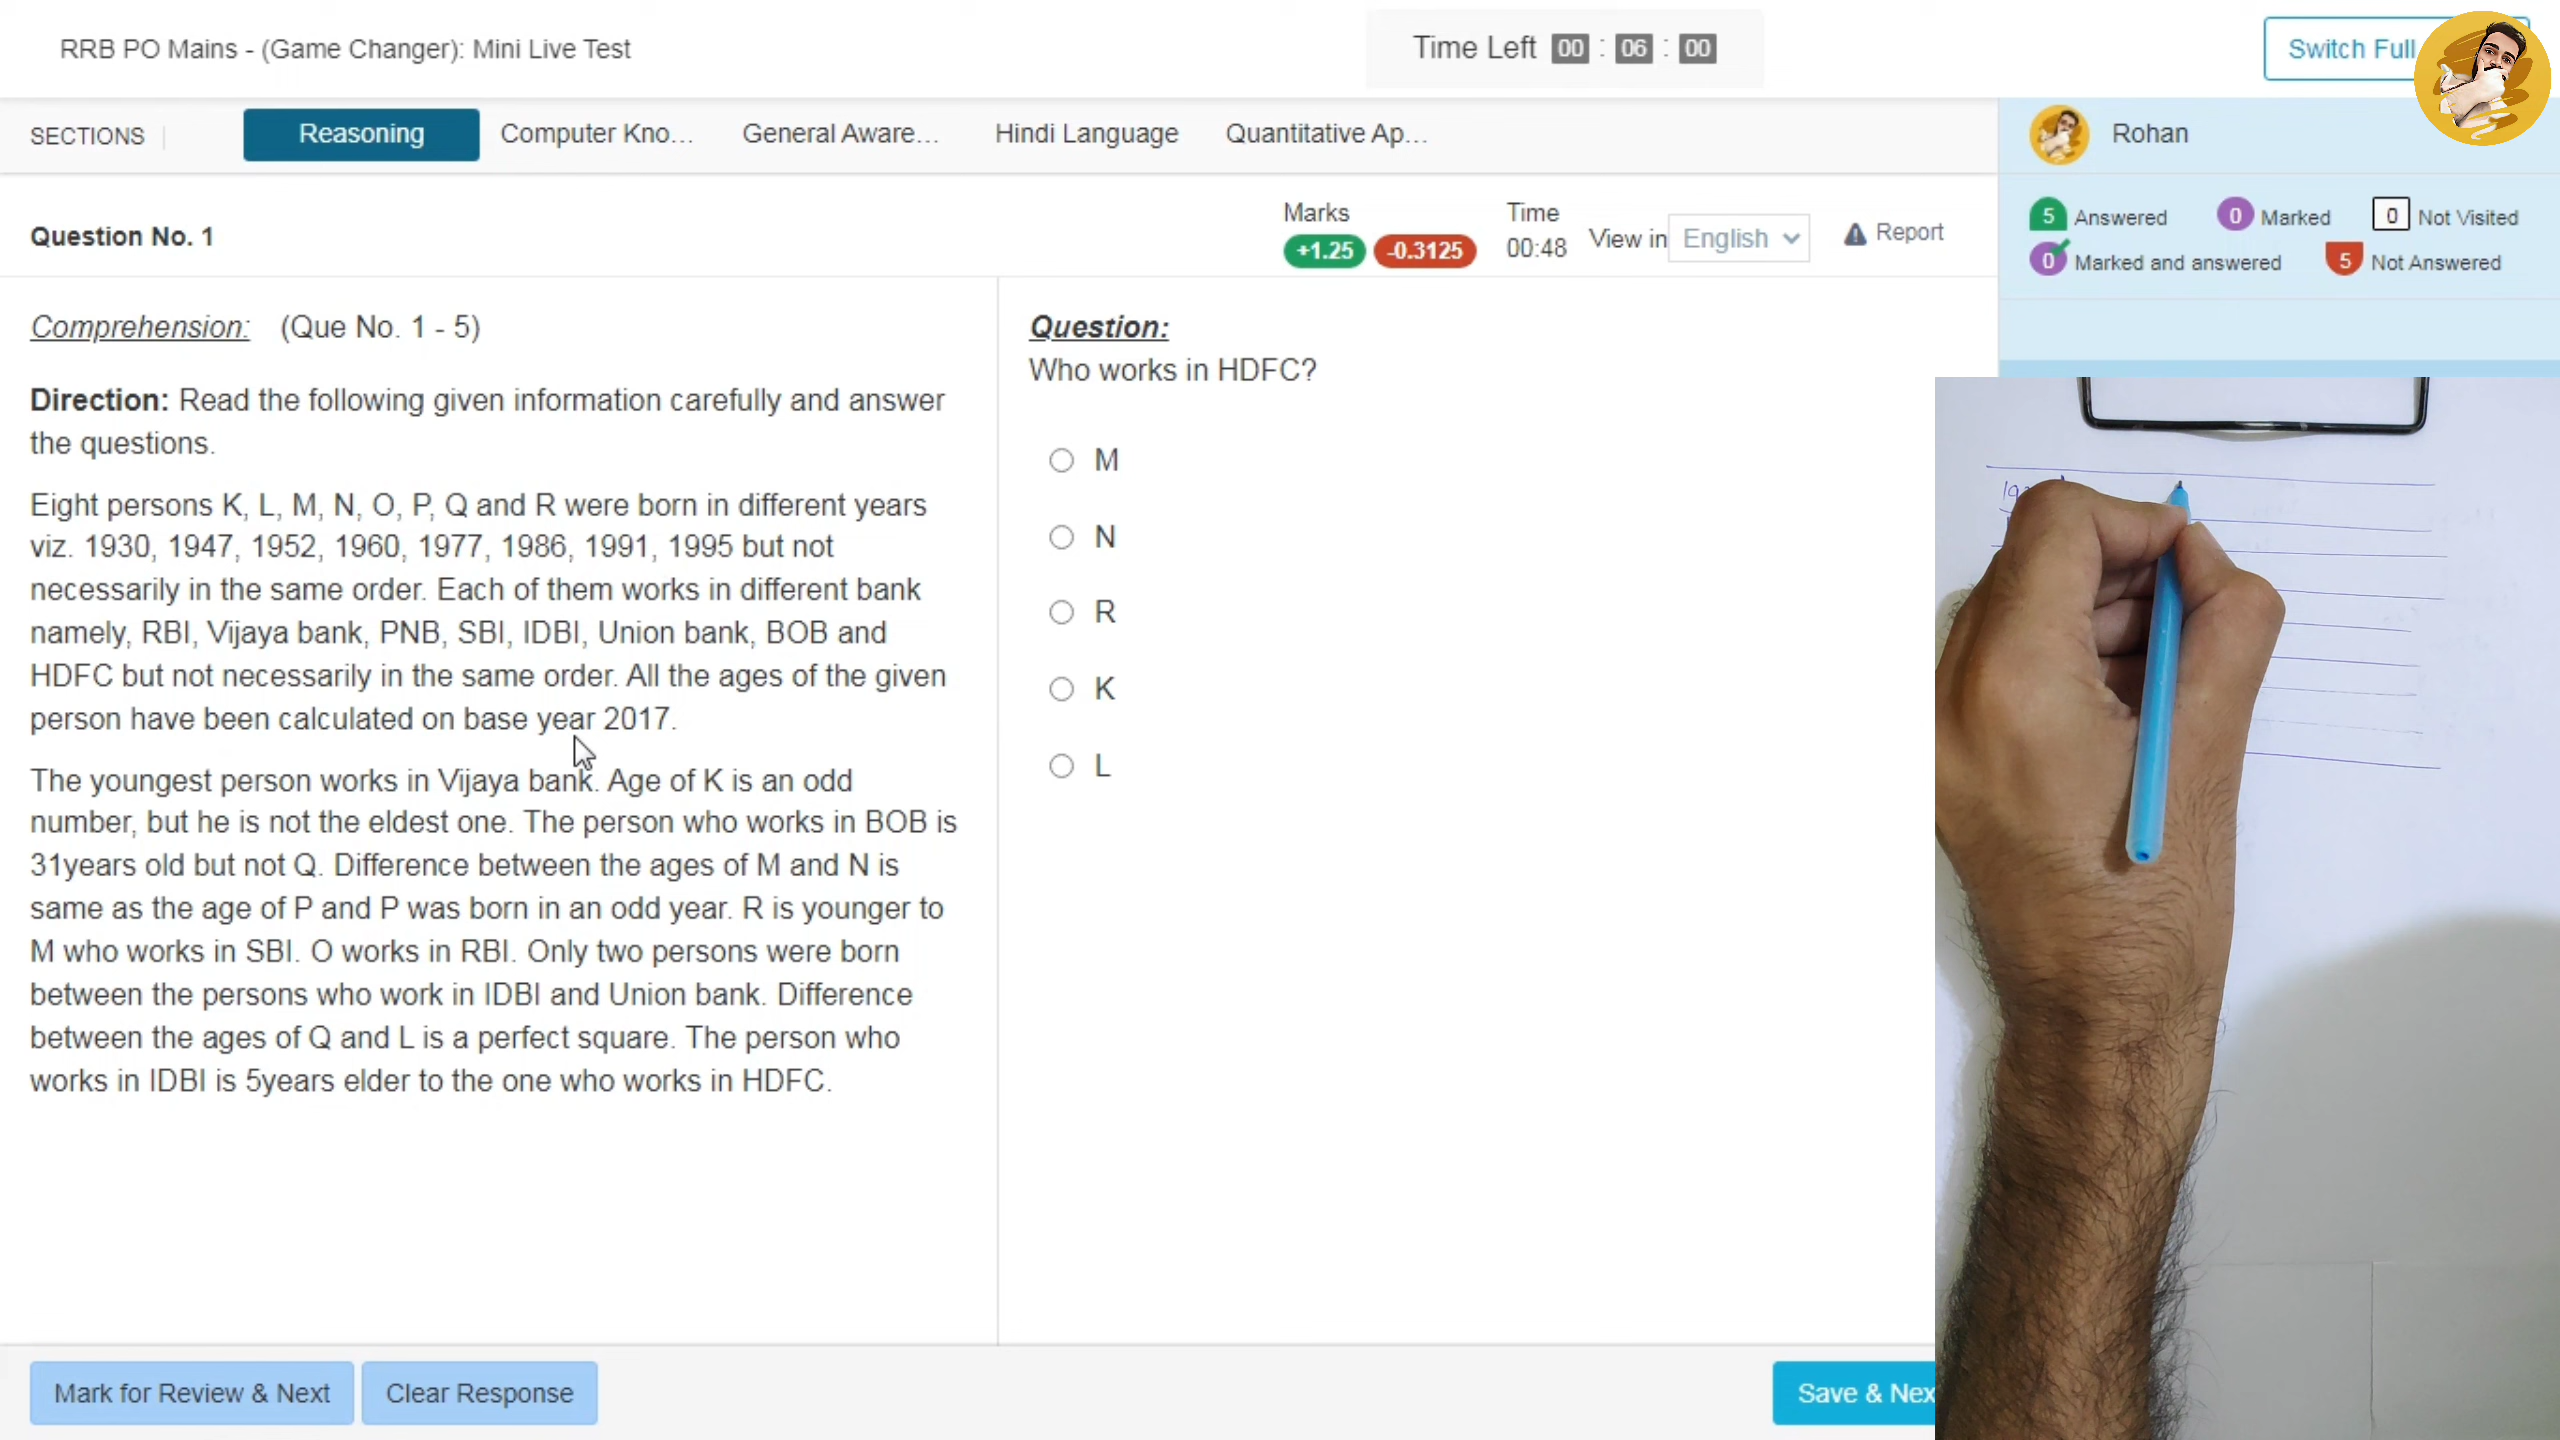 RRB PO Mains - (Game Changer): Mini Live Test
Time Left 00 : 06 : 00
Switch Full
SECTIONS
Reasoning
Computer Kno...
General Aware...
Hindi Language
Quantitative Ap...
Rohan
5 Answered
0 Marked
0 Not Visited
0 Marked and answered
5 Not Answered
Question No. 1
Marks
+1.25 -0.3125
Time
00:48
View in English
Report
Comprehension: (Que No. 1 - 5)
Direction: Read the following given information carefully and answer
the questions.
Eight persons K, L, M, N, O, P, Q and R were born in different years
viz. 1930, 1947, 1952, 1960, 1977, 1986, 1991, 1995 but not
necessarily in the same order. Each of them works in different bank
namely, RBI, Vijaya bank, PNB, SBI, IDBI, Union bank, BOB and
HDFC but not necessarily in the same order. All the ages of the given
person have been calculated on base year 2017.
The youngest person works in Vijaya bank. Age of K is an odd
number, but he is not the eldest one. The person who works in BOB is
31years old but not Q. Difference between the ages of M and N is
same as the age of P and P was born in an odd year. R is younger to
M who works in SBI. O works in RBI. Only two persons were born
between the persons who work in IDBI and Union bank. Difference
between the ages of Q and L is a perfect square. The person who
works in IDBI is 5years elder to the one who works in HDFC.
Question:
Who works in HDFC?
M
N
R
K
L
Mark for Review & Next
Clear Response
Save & Nex